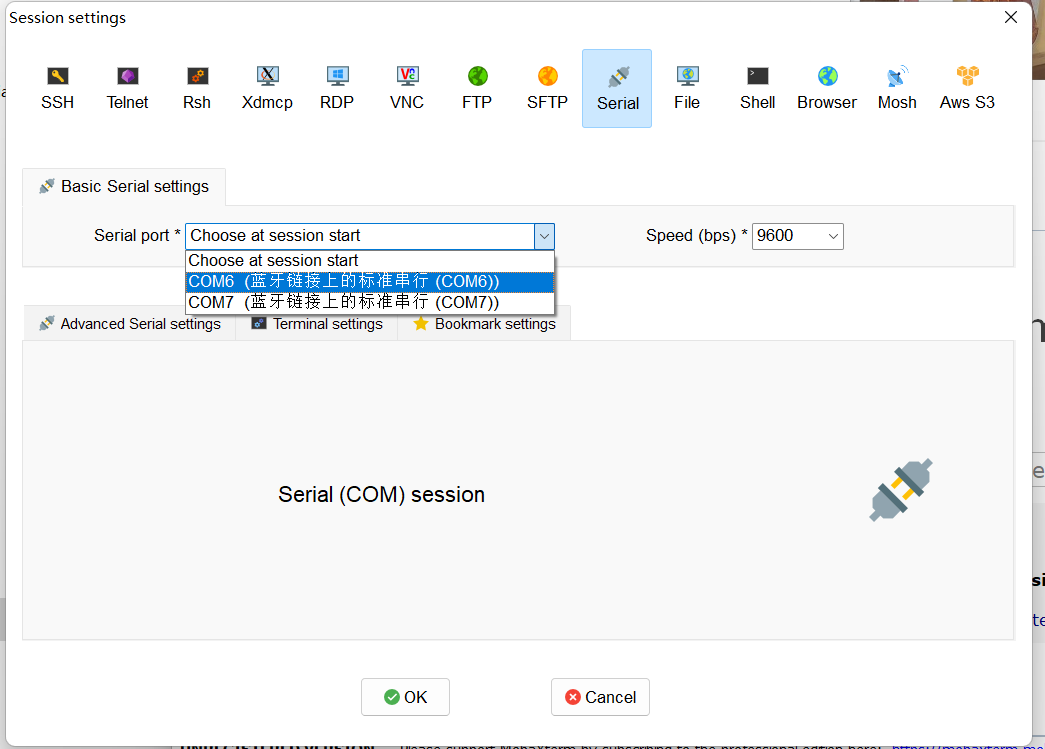 Session settings
SSH Telnet Rsh Xdmcp RDP VNC FTP SFTP Serial File Shell Browser Mosh Aws S3
Basic Serial settings
Serial port * Choose at session start Speed (bps) * 9600
Choose at session start
COM6 (蓝牙链接上的标准串行 (COM6))
COM7 (蓝牙链接上的标准串行 (COM7))
Advanced Serial settings Terminal settings Bookmark settings
Serial (COM) session
OK Cancel